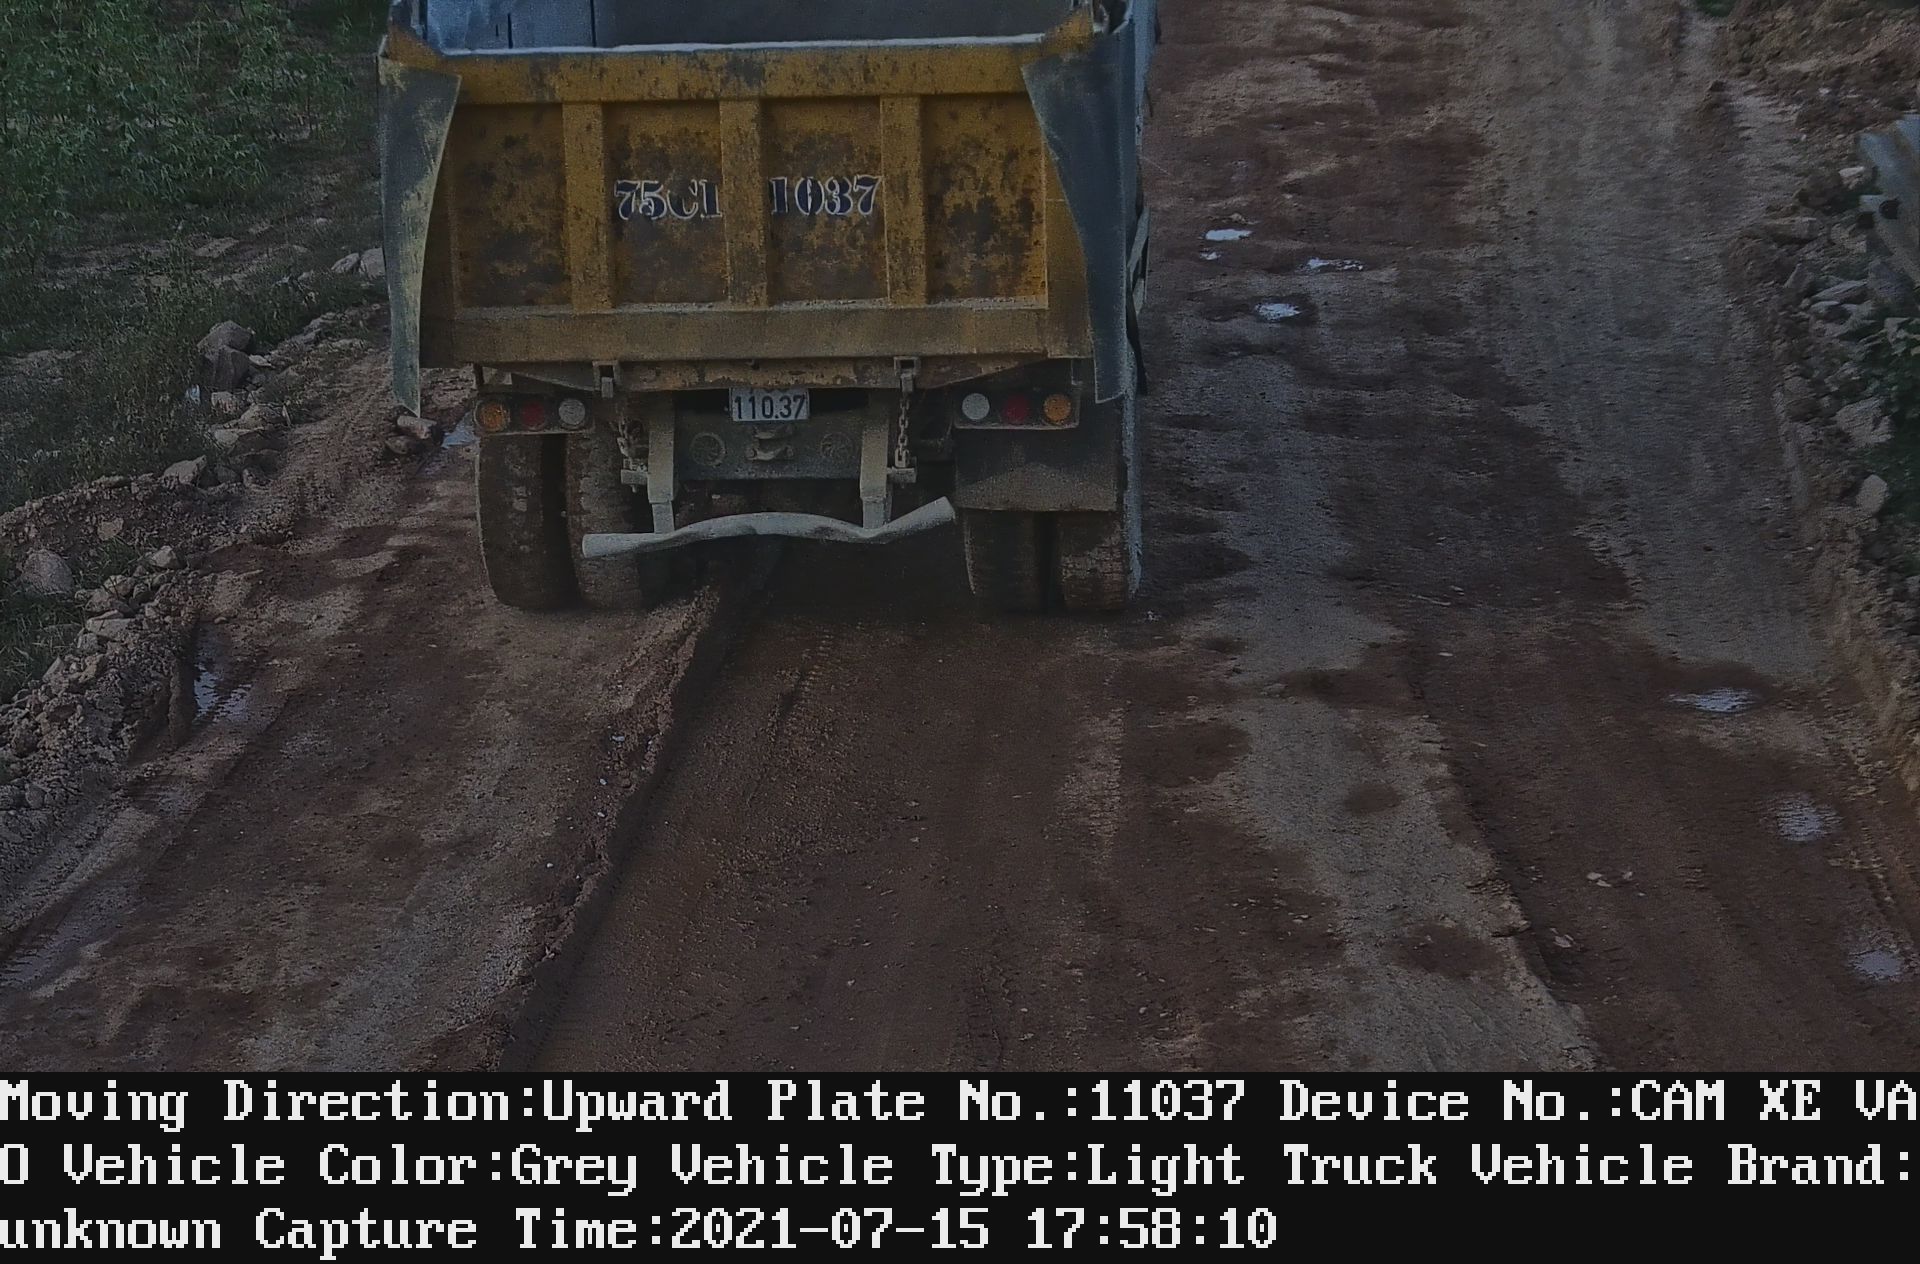 75C1 1037
110.37
Moving Direction:Upward Plate No.:11037 Device No.:CAM XE VA
O Vehicle Color:Grey Vehicle Type:Light Truck Vehicle Brand:
unknown Capture Time:2021-07-15 17:58:10